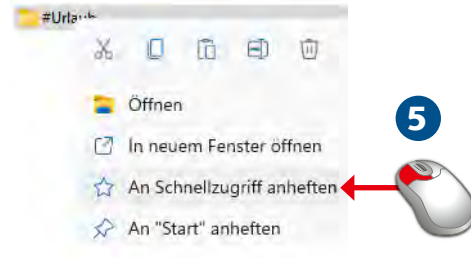 #Urlaub
Öffnen
In neuem Fenster öffnen
5
An Schnellzugriff anheften
An "Start" anheften